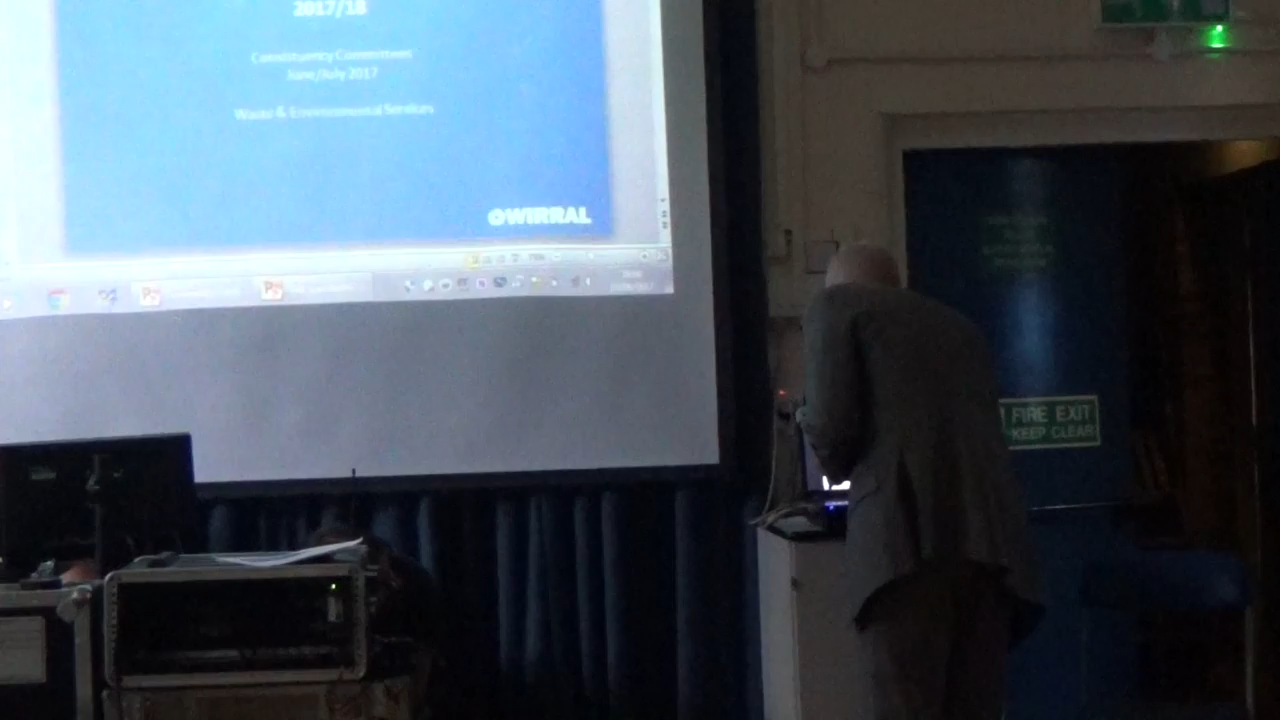 2017/18
Constituency Committees
June/July 2017
Waste & Environmental Services
WIRRAL
FIRE EXIT
KEEP CLEAR